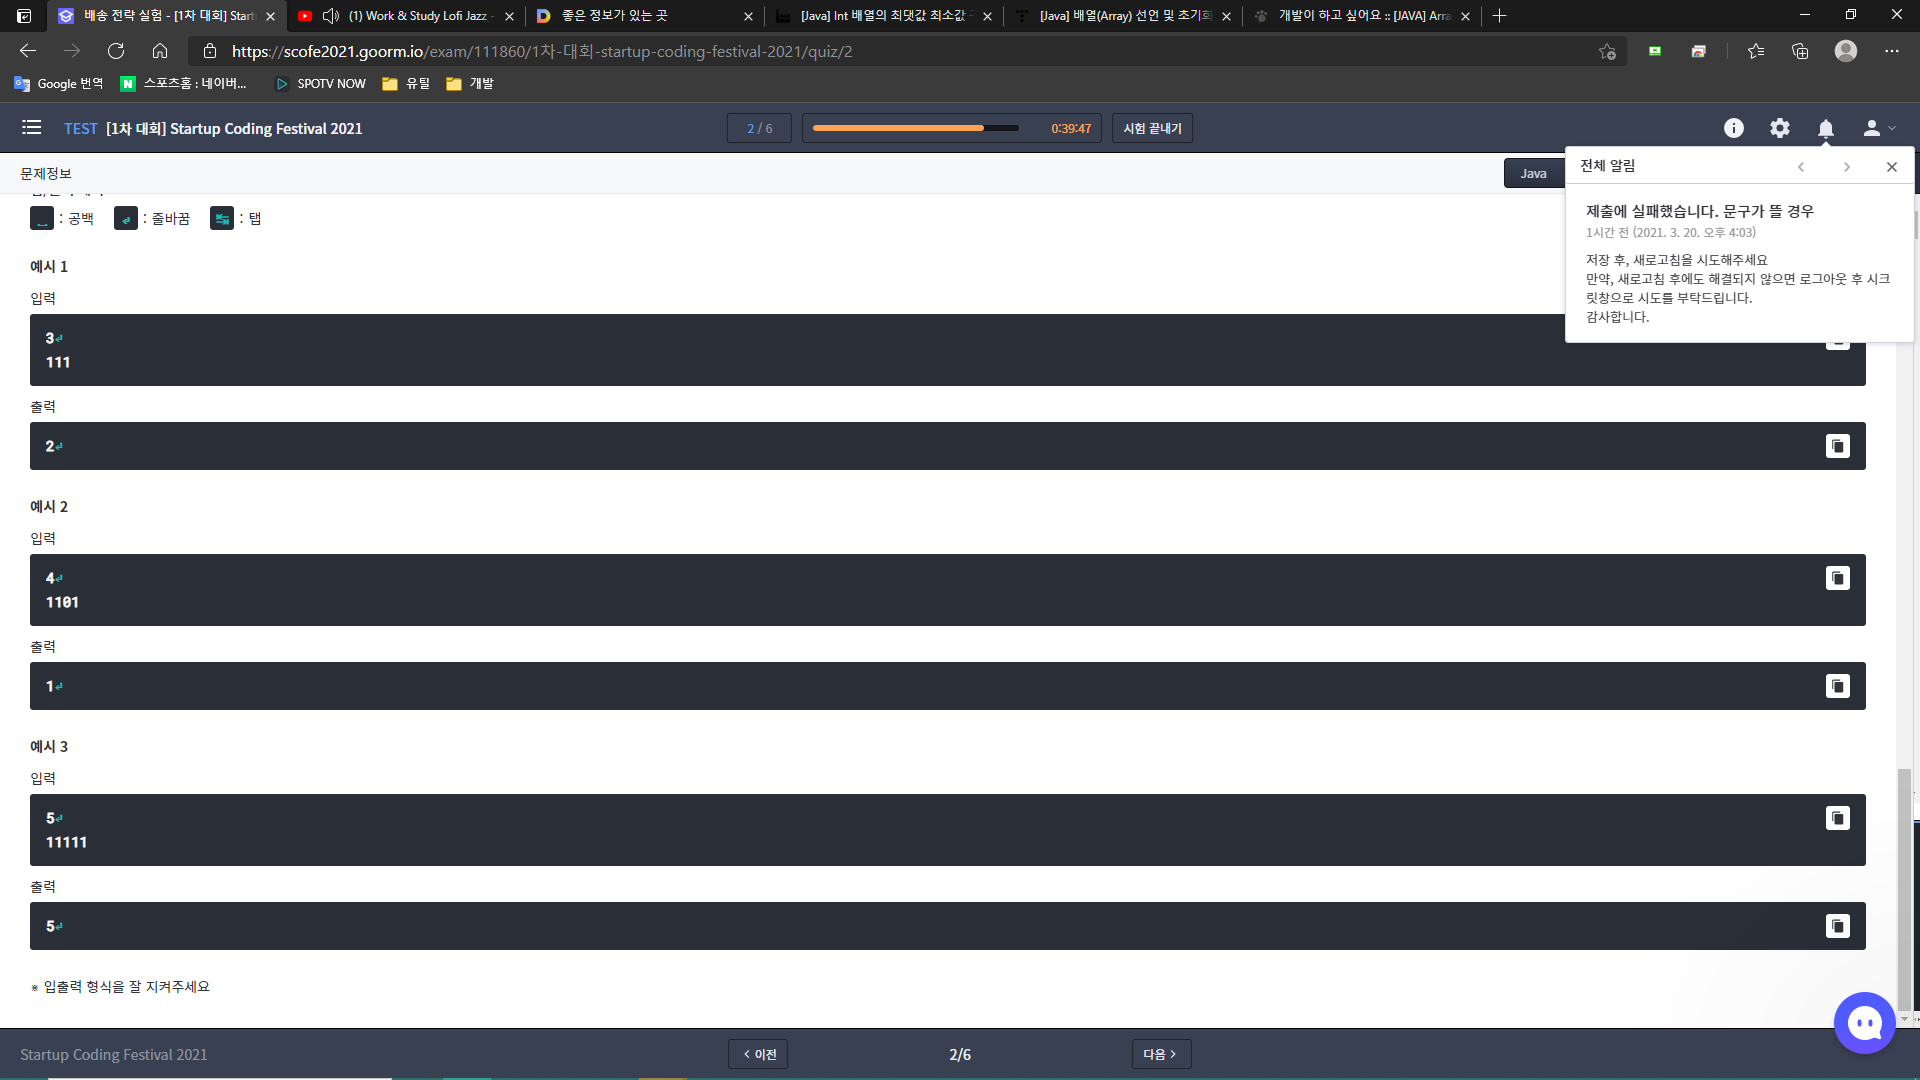 배송 전략 실험 - [1차 대회] Start
(1) Work & Study Lofi Jazz -
좋은 정보가 있는 곳
[Java] Int 배열의 최댓값 최소값
[Java] 배열(Array) 선언 및 초기화
개발이 하고 싶어요 :: [JAVA] Arra
https://scofe2021.goorm.io/exam/111860/1차-대회-startup-coding-festival-2021/quiz/2
Google 번역
스포츠홈 : 네이버...
SPOTV NOW
유틸
개발
TEST [1차 대회] Startup Coding Festival 2021
2 / 6
0:39:47
시험 끝내기
문제정보
Java
전체 알림
제출에 실패했습니다. 문구가 뜰 경우
1시간 전 (2021. 3. 20. 오후 4:03)
저장 후, 새로고침을 시도해주세요
만약, 새로고침 후에도 해결되지 않으면 로그아웃 후 시크
릿창으로 시도를 부탁드립니다.
감사합니다.
: 공백 : 줄바꿈 : 탭
예시 1
입력
3
111
출력
2
예시 2
입력
4
1101
출력
1
예시 3
입력
5
11111
출력
5
※ 입출력 형식을 잘 지켜주세요
Startup Coding Festival 2021
이전
2/6
다음